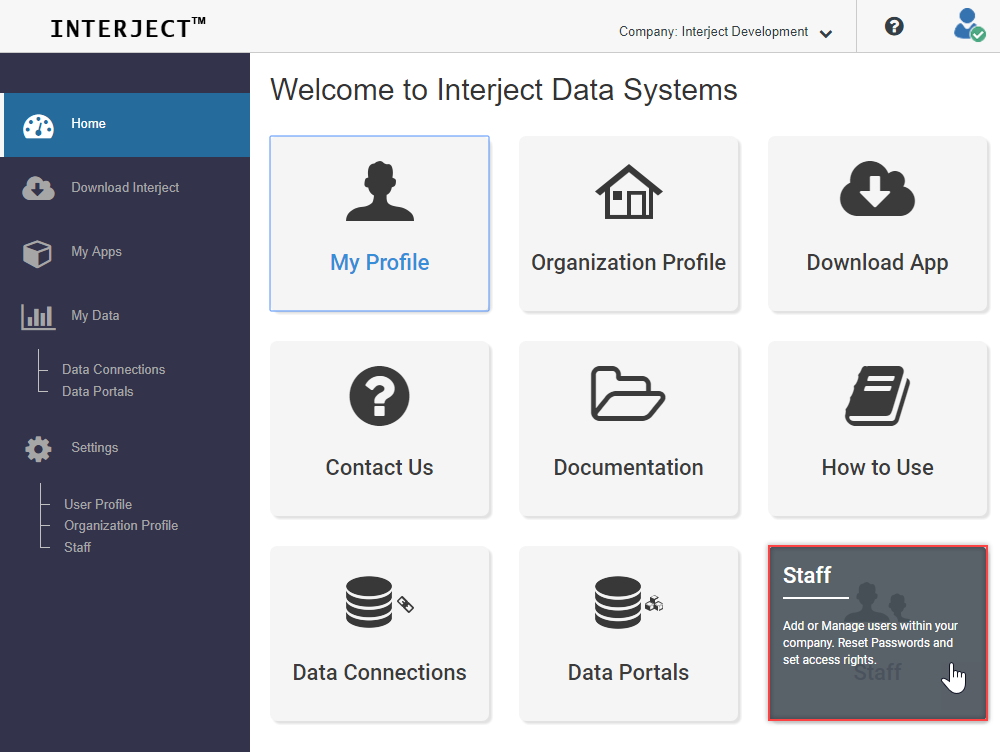 INTERJECT™
Company: Interject Development
Welcome to Interject Data Systems
Home
Download Interject
My Apps
My Data
Data Connections
Data Portals
Settings
User Profile
Organization Profile
Staff
My Profile
Organization Profile
Download App
Contact Us
Documentation
How to Use
Data Connections
Data Portals
Staff
Add or Manage users within your
company. Reset Passwords and
set access rights.
Staff